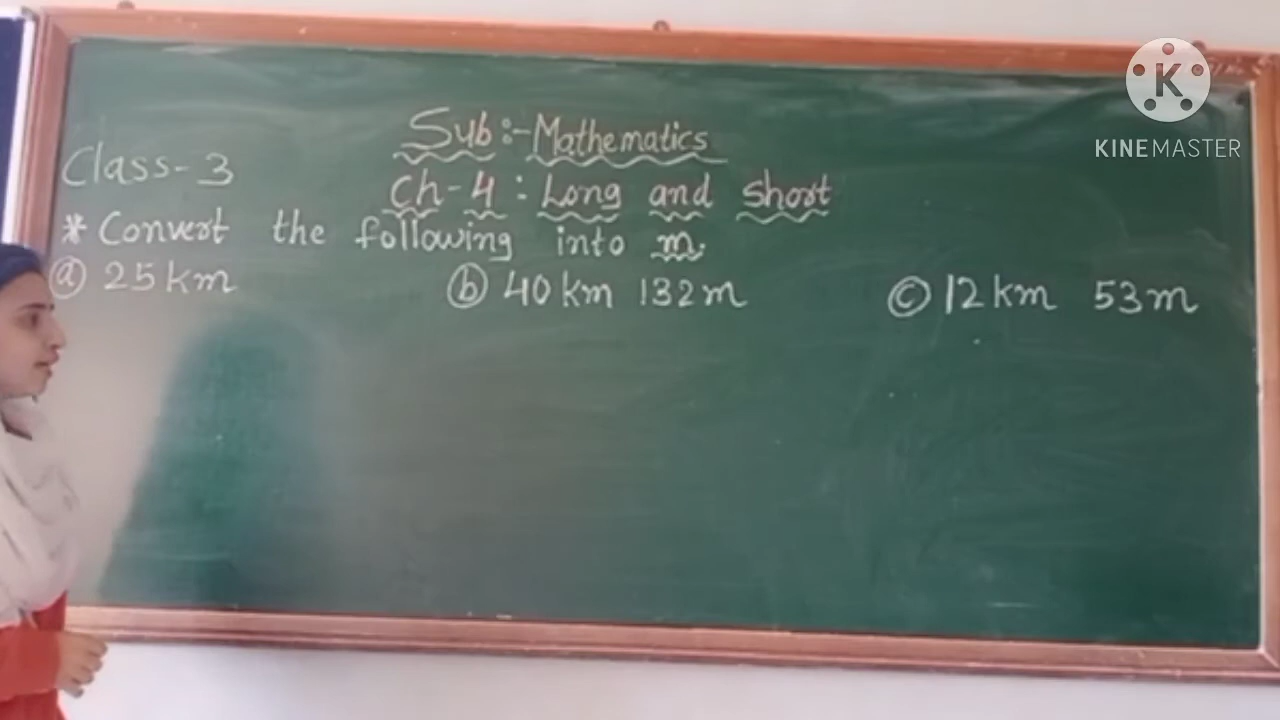 KINEMASTER
Sub:- Mathematics
Class-3
Ch-4 : Long and short
* Convert the following into m.
(a) 25 km (b) 40 km 132 m (c) 12 km 53 m